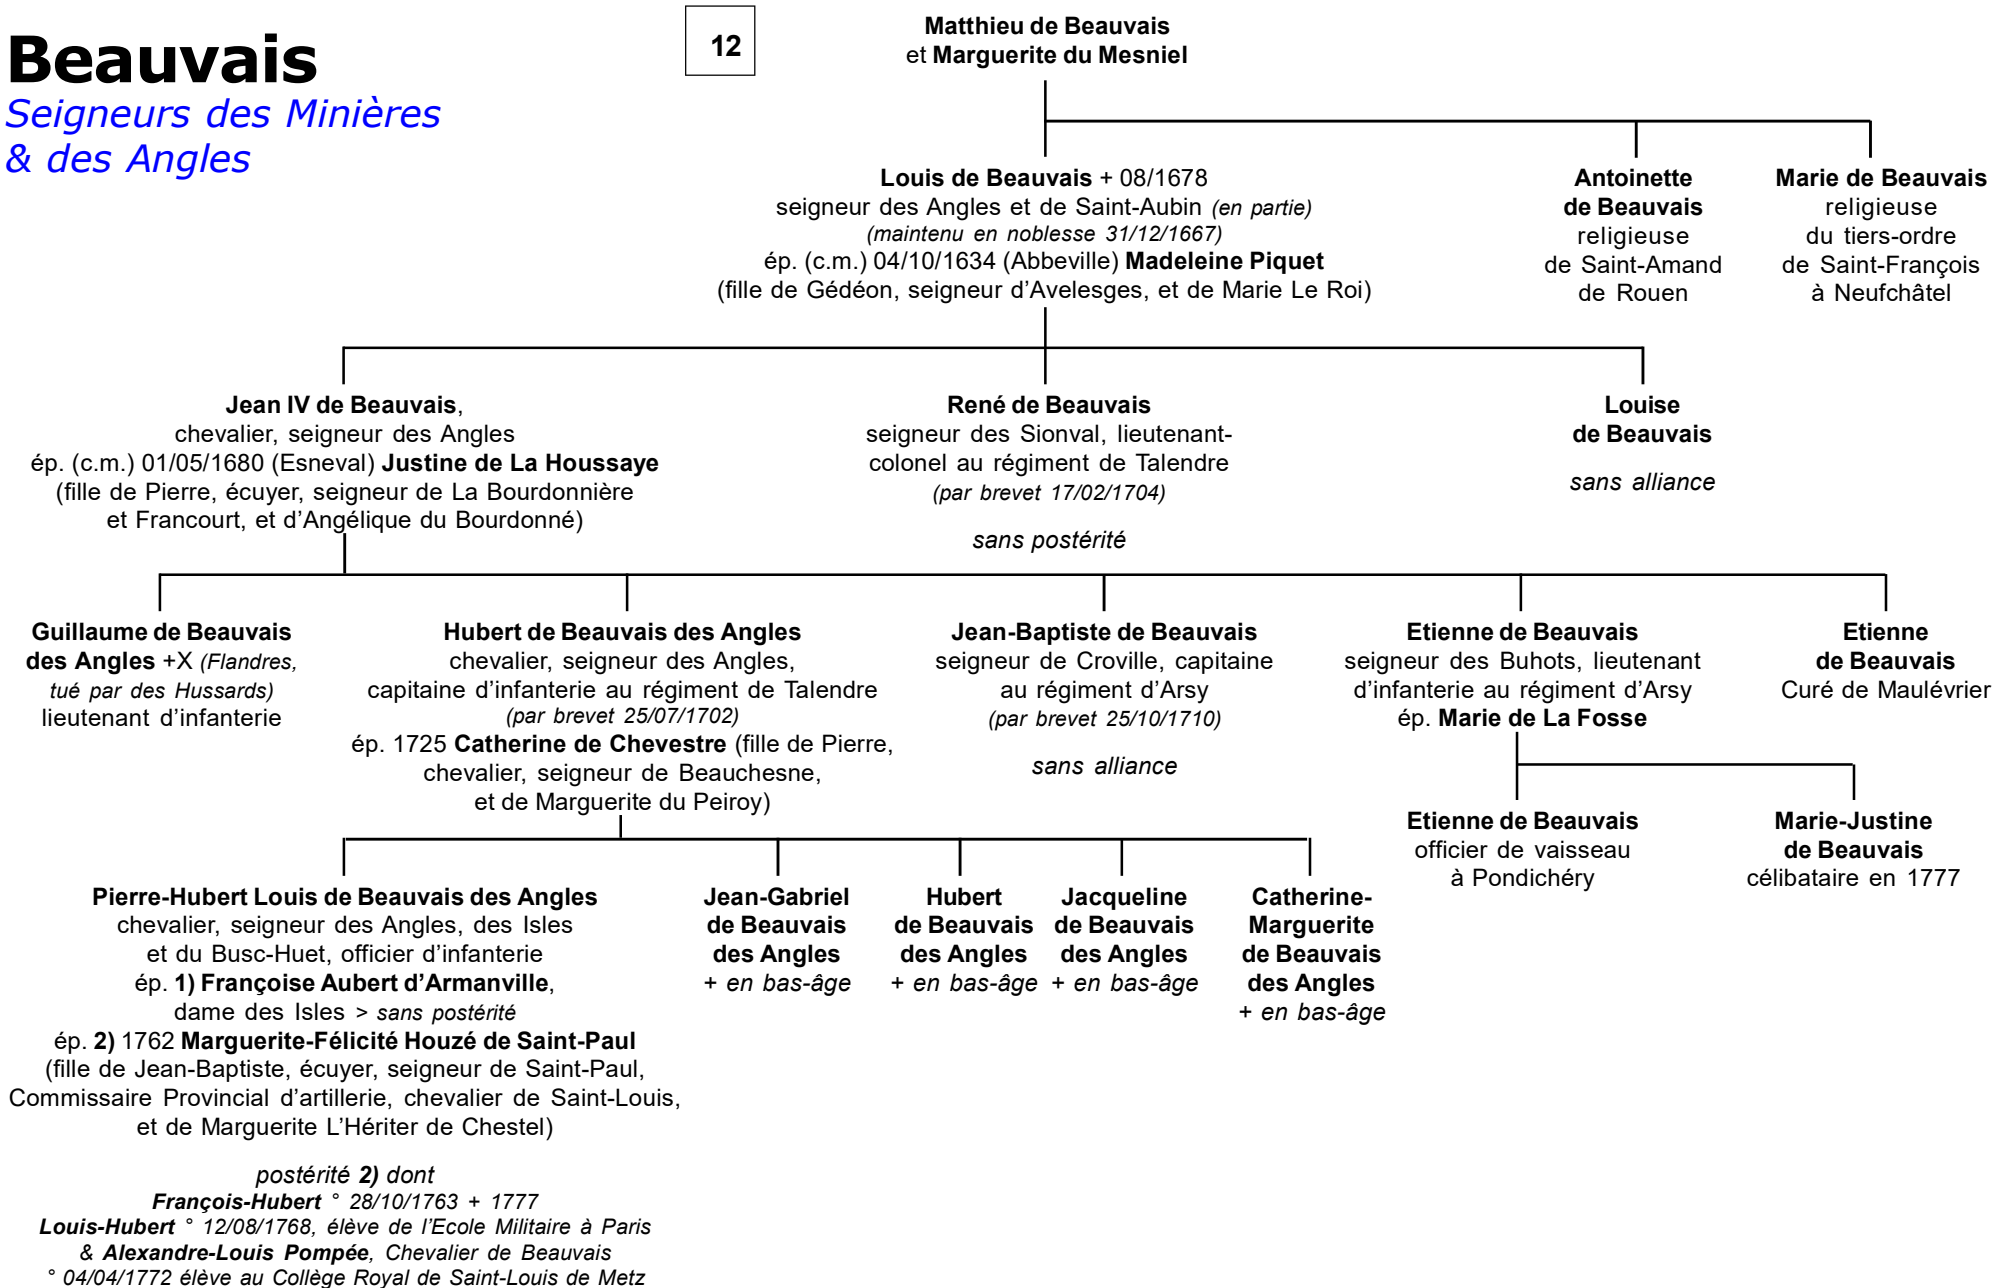 Beauvais
Seigneurs des Minières
& des Angles
12
Matthieu de Beauvais
et Marguerite du Mesniel
Louis de Beauvais + 08/1678
seigneur des Angles et de Saint-Aubin (en partie)
(maintenu en noblesse 31/12/1667)
ép. (c.m.) 04/10/1634 (Abbeville) Madeleine Piquet
(fille de Gédéon, seigneur d'Avelesges, et de Marie Le Roi)
Antoinette
de Beauvais
religieuse
de Saint-Amand
de Rouen
Marie de Beauvais
religieuse
du tiers-ordre
de Saint-François
à Neufchâtel
Jean IV de Beauvais,
chevalier, seigneur des Angles
ép. (c.m.) 01/05/1680 (Esneval) Justine de La Houssaye
(fille de Pierre, écuyer, seigneur de La Bourdonnière
et Francourt, et d'Angélique du Bourdonné)
René de Beauvais
seigneur des Sionval, lieutenant-
colonel au régiment de Talendre
(par brevet 17/02/1704)
sans postérité
Louise
de Beauvais
sans alliance
Guillaume de Beauvais
des Angles +X (Flandres,
tué par des Hussards)
lieutenant d'infanterie
Hubert de Beauvais des Angles
chevalier, seigneur des Angles,
capitaine d'infanterie au régiment de Talendre
(par brevet 25/07/1702)
ép. 1725 Catherine de Chevestre (fille de Pierre,
chevalier, seigneur de Beauchesne,
et de Marguerite du Peiroy)
Jean-Baptiste de Beauvais
seigneur de Croville, capitaine
au régiment d'Arsy
(par brevet 25/10/1710)
sans alliance
Etienne de Beauvais
seigneur des Buhots, lieutenant
d'infanterie au régiment d'Arsy
ép. Marie de La Fosse
Etienne
de Beauvais
Curé de Maulévrier
Etienne de Beauvais
officier de vaisseau
à Pondichéry
Marie-Justine
de Beauvais
célibataire en 1777
Pierre-Hubert Louis de Beauvais des Angles
chevalier, seigneur des Angles, des Isles
et du Busc-Huet, officier d'infanterie
ép. 1) Françoise Aubert d'Armanville,
dame des Isles > sans postérité
ép. 2) 1762 Marguerite-Félicité Houzé de Saint-Paul
(fille de Jean-Baptiste, écuyer, seigneur de Saint-Paul,
Commissaire Provincial d'artillerie, chevalier de Saint-Louis,
et de Marguerite L'Hériter de Chestel)
postérité 2) dont
François-Hubert ° 28/10/1763 + 1777
Louis-Hubert ° 12/08/1768, élève de l'Ecole Militaire à Paris
& Alexandre-Louis Pompée, Chevalier de Beauvais
° 04/04/1772 élève au Collège Royal de Saint-Louis de Metz
Jean-Gabriel
de Beauvais
des Angles
+ en bas-âge
Hubert
de Beauvais
des Angles
+ en bas-âge
Jacqueline
de Beauvais
des Angles
+ en bas-âge
Catherine-
Marguerite
de Beauvais
des Angles
+ en bas-âge